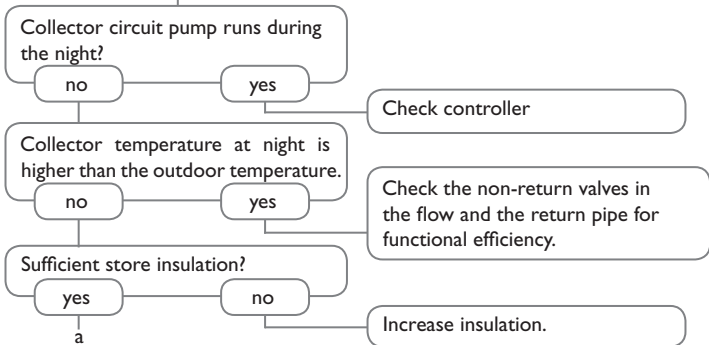 Collector circuit pump runs during
the night?
no
yes
Check controller
Collector temperature at night is
higher than the outdoor temperature.
no
yes
Check the non-return valves in
the flow and the return pipe for
functional efficiency.
Sufficient store insulation?
yes
no
a
Increase insulation.